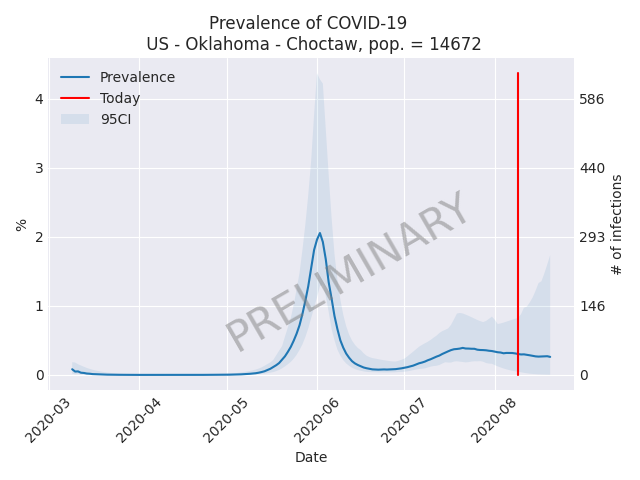 Prevalence of COVID-19
US - Oklahoma - Choctaw, pop. = 14672
Prevalence
Today
95CI
PRELIMINARY
%
4
3
2
1
0
# of infections
586
440
293
146
0
2020-03
2020-04
2020-05
2020-06
2020-07
2020-08
Date